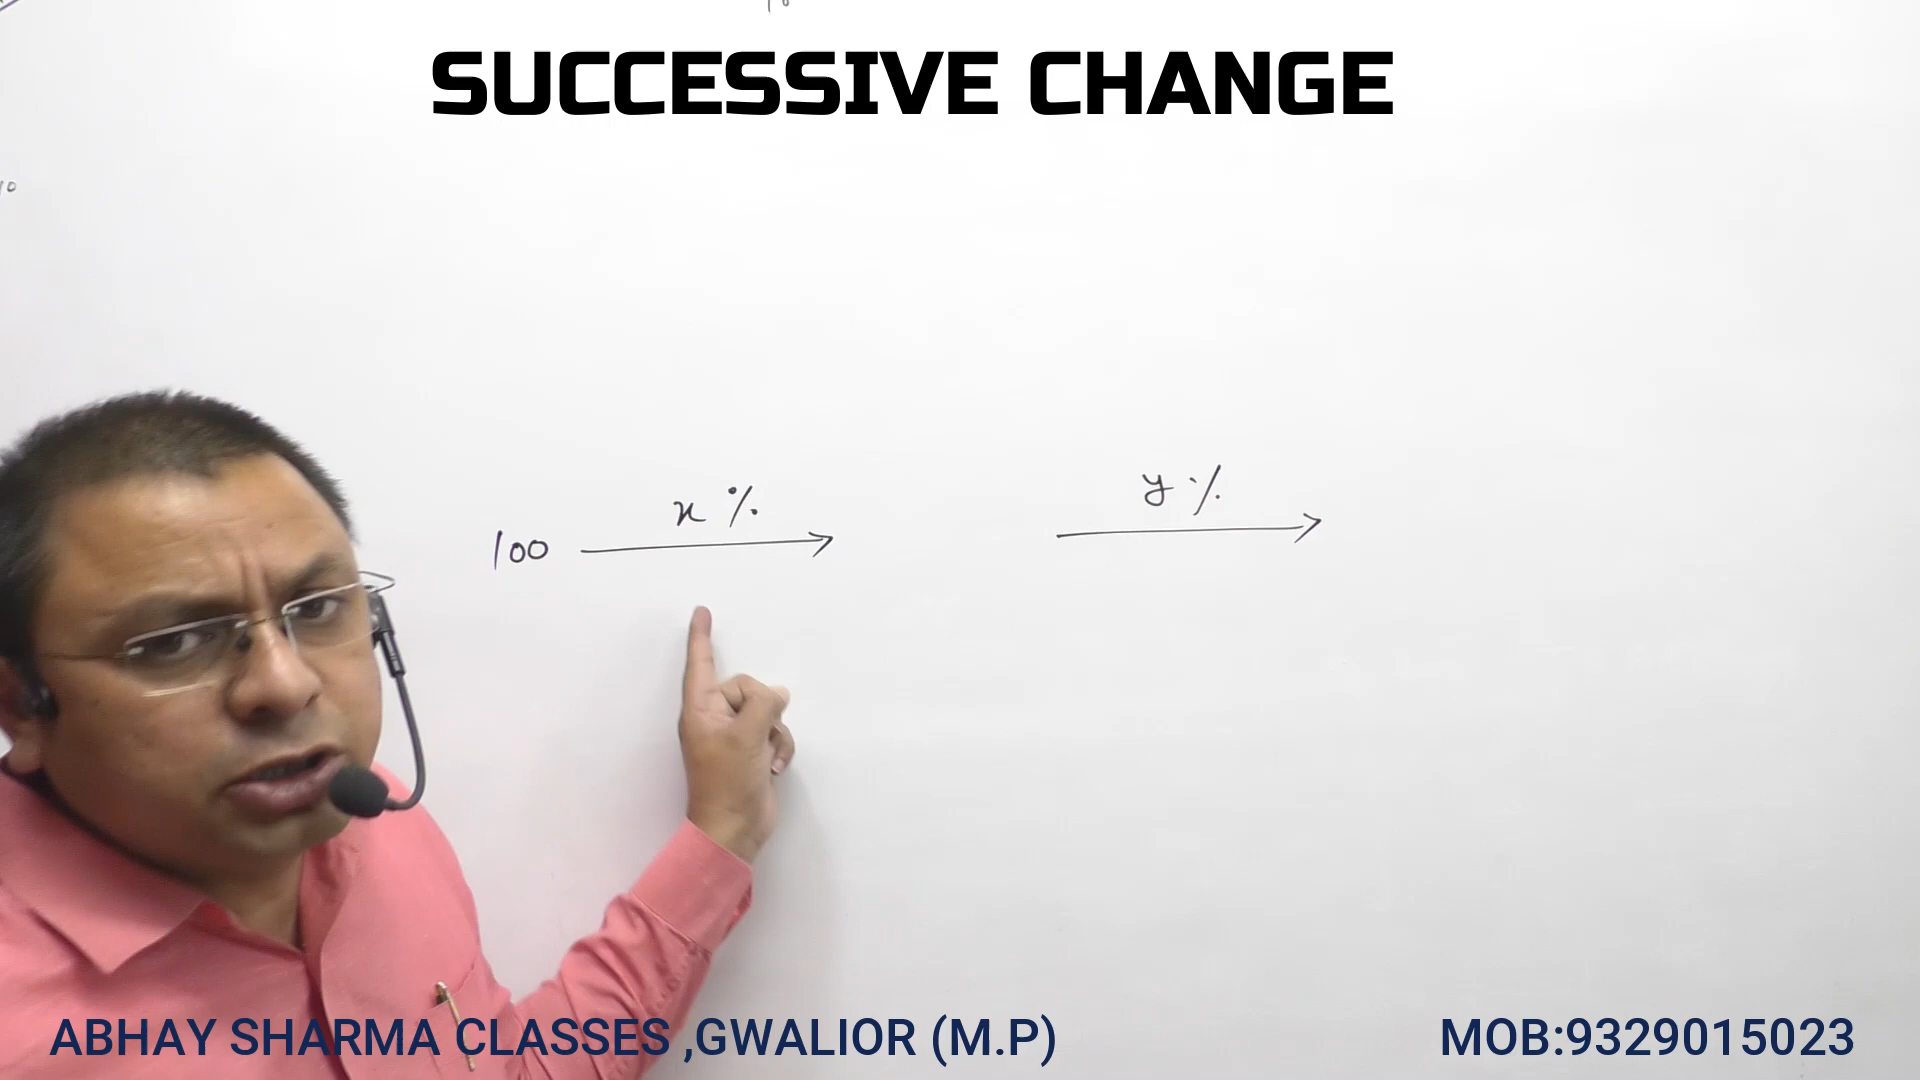 SUCCESSIVE CHANGE
x % y %
100
ABHAY SHARMA CLASSES ,GWALIOR (M.P) MOB:9329015023